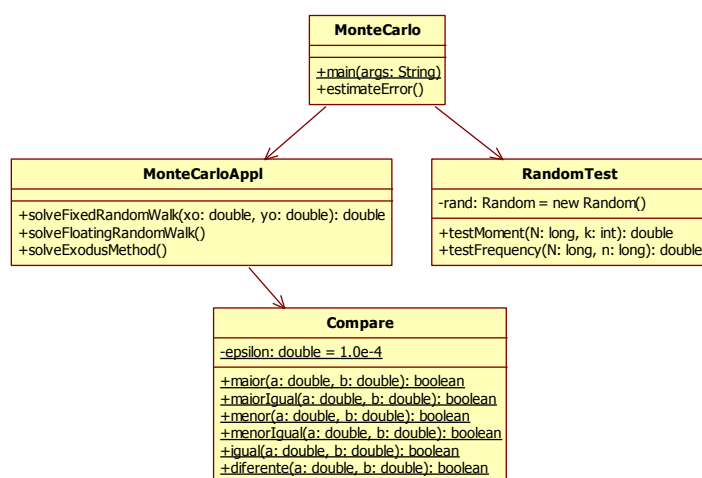 MonteCarlo
+main(args: String)
+estimateError()
MonteCarloAppl
+solveFixedRandomWalk(xo: double, yo: double): double
+solveFloatingRandomWalk()
+solveExodusMethod()
RandomTest
-rand: Random = new Random()
+testMoment(N: long, k: int): double
+testFrequency(N: long, n: long): double
Compare
-epsilon: double = 1.0e-4
+maior(a: double, b: double): boolean
+maiorIgual(a: double, b: double): boolean
+menor(a: double, b: double): boolean
+menorIgual(a: double, b: double): boolean
+igual(a: double, b: double): boolean
+diferente(a: double, b: double): boolean